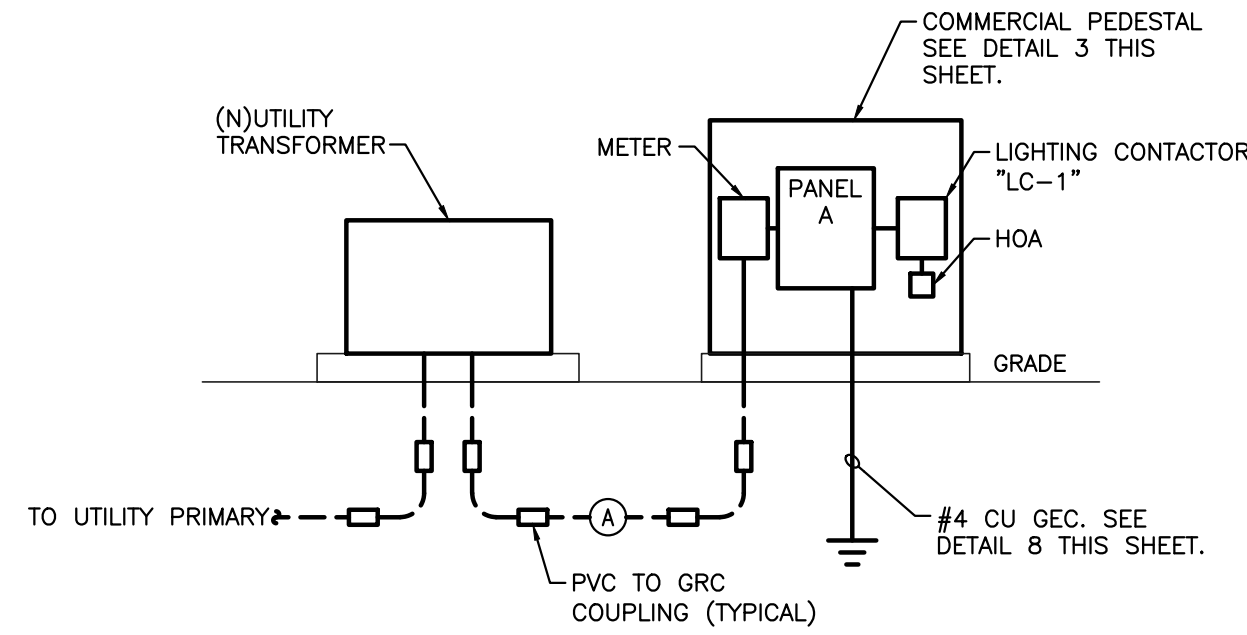 COMMERCIAL PEDESTAL
SEE DETAIL 3 THIS
SHEET.
(N)UTILITY
TRANSFORMER
METER
PANEL
A
LIGHTING CONTACTOR
"LC-1"
HOA
GRADE
TO UTILITY PRIMARY
A
#4 CU GEC. SEE
DETAIL 8 THIS SHEET.
PVC TO GRC
COUPLING (TYPICAL)